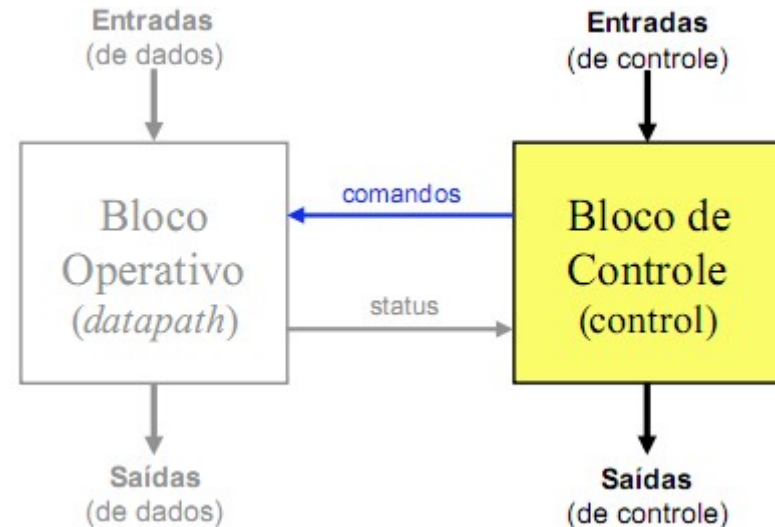 Entradas
(de dados)
Entradas
(de controle)
Bloco
Operativo
(datapath)
comandos
status
Bloco de
Controle
(control)
Saídas
(de dados)
Saídas
(de controle)